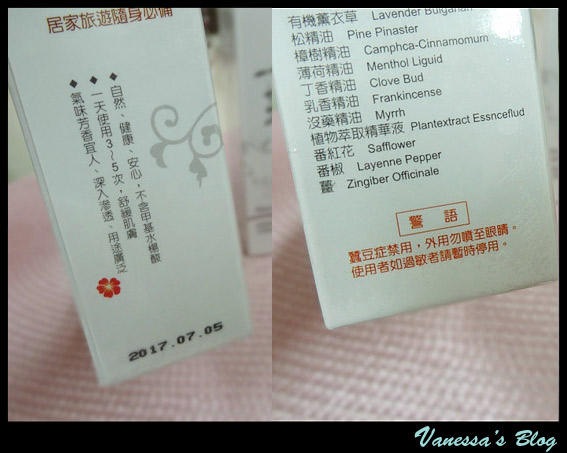 居家旅遊隨身必備
◆自然、健康、安心，不含甲基水楊酸
◆一天使用3~5次，舒緩肌膚
◆氣味芳香宜人、深入滲透、用途廣泛
2017.07.05
有機薰衣草 Lavender Bulgarian
松精油 Pine Pinaster
樟樹精油 Camphca-Cinnamomum
薄荷精油 Menthol Liguid
丁香精油 Clove Bud
乳香精油 Frankincense
沒藥精油 Myrrh
植物萃取精華液 Plantextract Essnceflud
番紅花 Safflower
番椒 Layenne Pepper
薑 Zingiber Officinale
警 語
蠶豆症禁用，外用勿噴至眼睛。
使用者如過敏者請暫時停用。
Vanessa's Blog